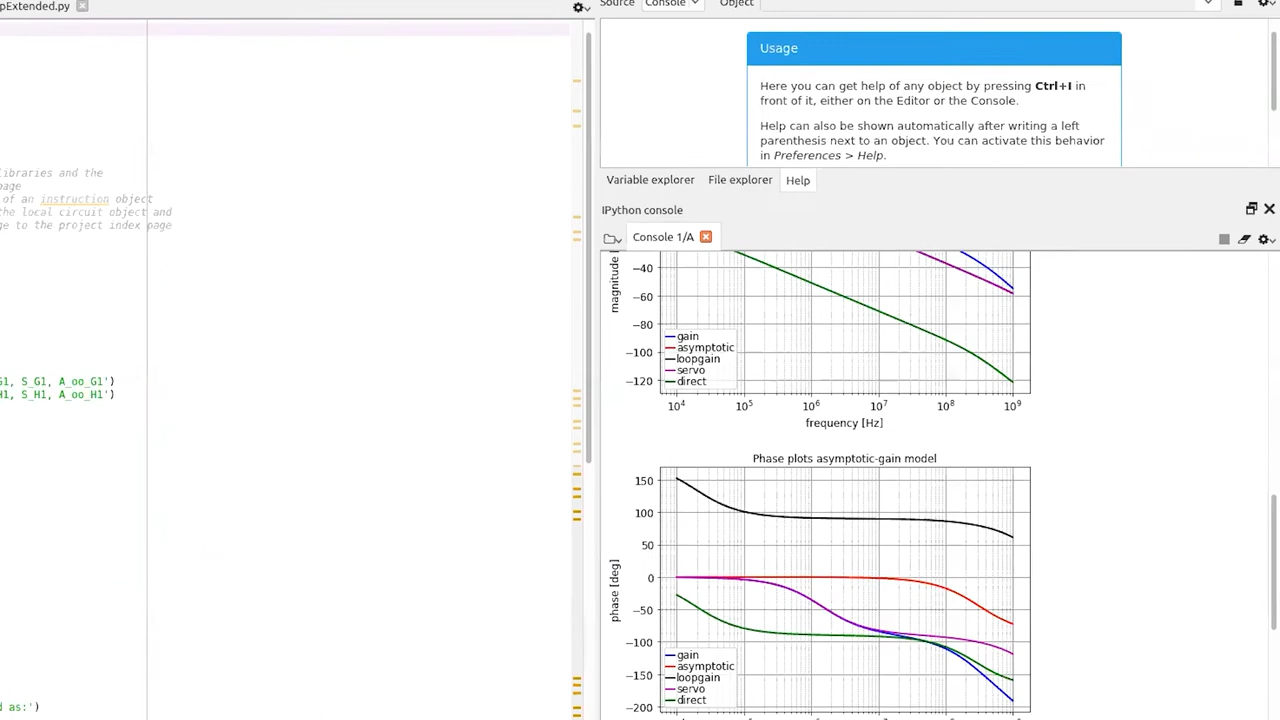 pExtended.py
Source Console Object
Usage
Here you can get help of any object by pressing Ctrl+I in
front of it, either on the Editor or the Console.
Help can also be shown automatically after writing a left
parenthesis next to an object. You can activate this behavior
in Preferences > Help.
libraries and the
page
of an instruction object
the local circuit object and
ge to the project index page
G1, S_G1, A_oo_G1')
H1, S_H1, A_oo_H1')
d as:')
Variable explorer File explorer Help
IPython console
Console 1/A
magnitude
−40
−60
−80
−100
−120
gain
asymptotic
loopgain
servo
direct
10⁴ 10⁵ 10⁶ 10⁷ 10⁸ 10⁹
frequency [Hz]
Phase plots asymptotic-gain model
phase [deg]
150
100
50
0
−50
−100
−150
−200
gain
asymptotic
loopgain
servo
direct